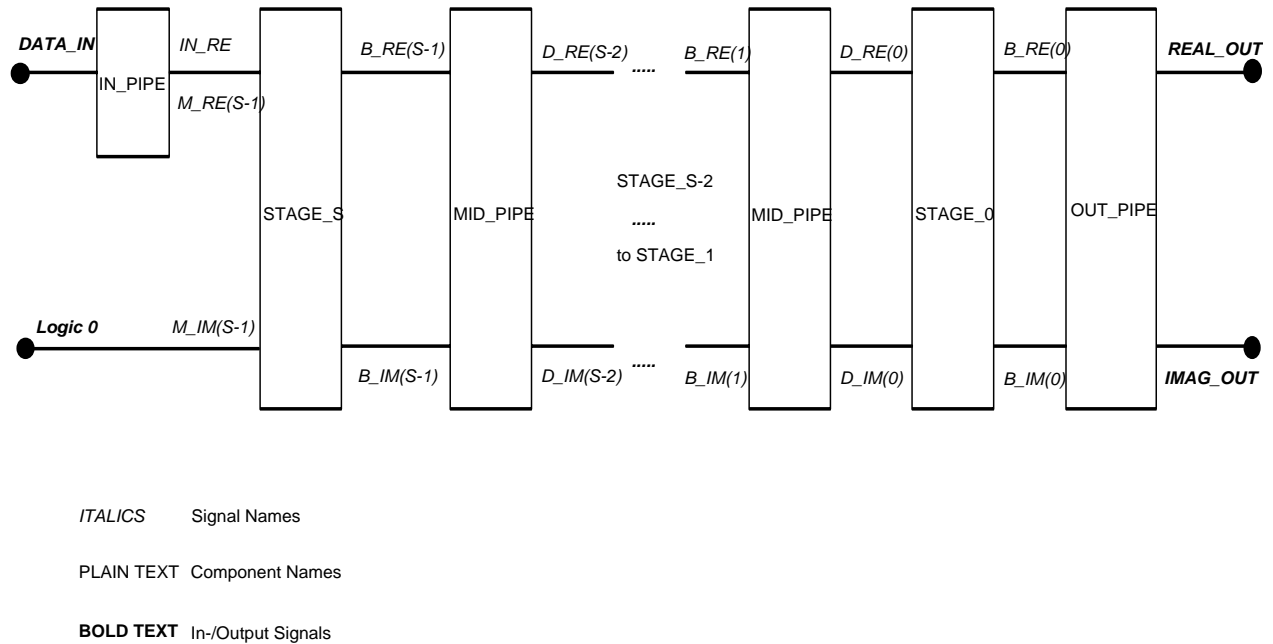 DATA_IN
IN_RE
B_RE(S-1)
D_RE(S-2)
.....
B_RE(1)
D_RE(0)
B_RE(0)
REAL_OUT
IN_PIPE
M_RE(S-1)
STAGE_S
MID_PIPE
STAGE_S-2
.....
to STAGE_1
MID_PIPE
STAGE_0
OUT_PIPE
Logic 0
M_IM(S-1)
B_IM(S-1)
D_IM(S-2)
.....
B_IM(1)
D_IM(0)
B_IM(0)
IMAG_OUT
ITALICS Signal Names
PLAIN TEXT Component Names
BOLD TEXT In-/Output Signals